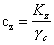 c_z = K_z / γ_c